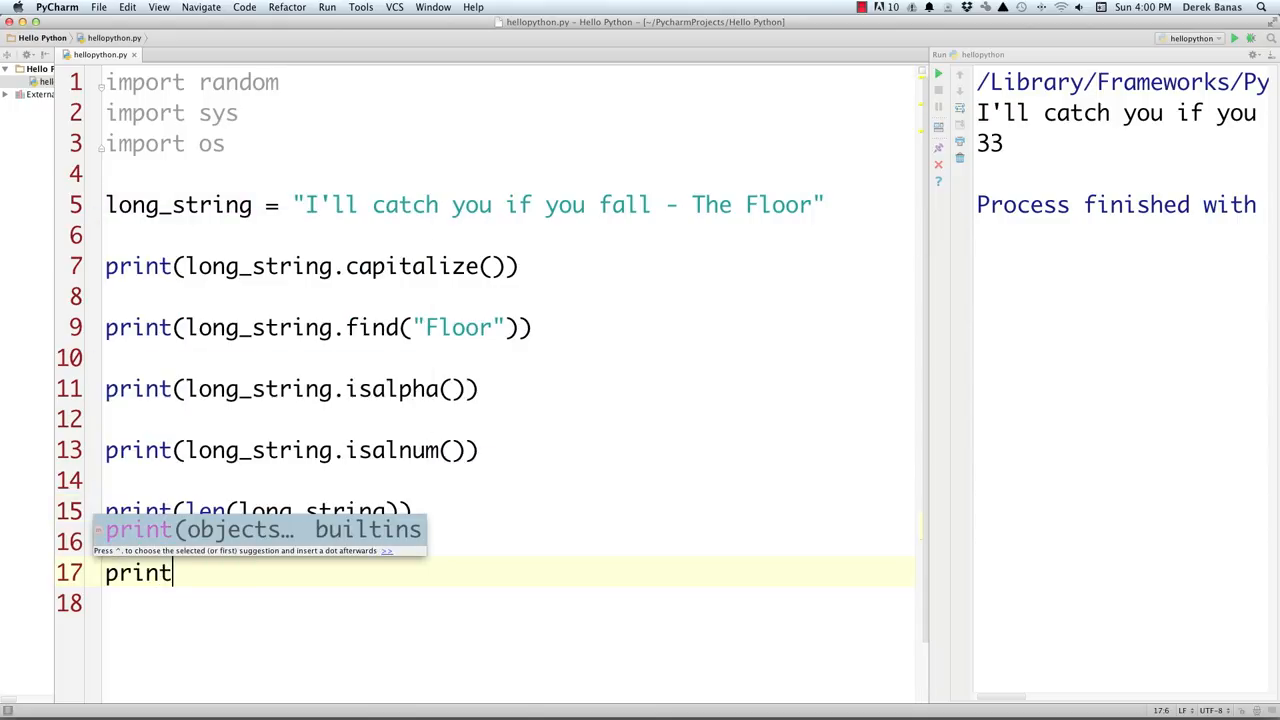 PyCharm File Edit View Navigate Code Refactor Run Tools VCS Window Help 10 Sun 4:00 PM Derek Banas
hellopython.py - Hello Python - [~/PycharmProjects/Hello Python]
Hello Python hellopython.py hellopython
hellopython.py Run hellopython
Hello P
hello
Externa
1 import random
2 import sys
3 import os
4
5 long_string = "I'll catch you if you fall - The Floor"
6
7 print(long_string.capitalize())
8
9 print(long_string.find("Floor"))
10
11 print(long_string.isalpha())
12
13 print(long_string.isalnum())
14
15 print(len(long_string))
print(objects… builtins
16
Press ^. to choose the selected (or first) suggestion and insert a dot afterwards >>
17 print
18
/Library/Frameworks/Py
I'll catch you if you
33
Process finished with
17:6 LF UTF-8